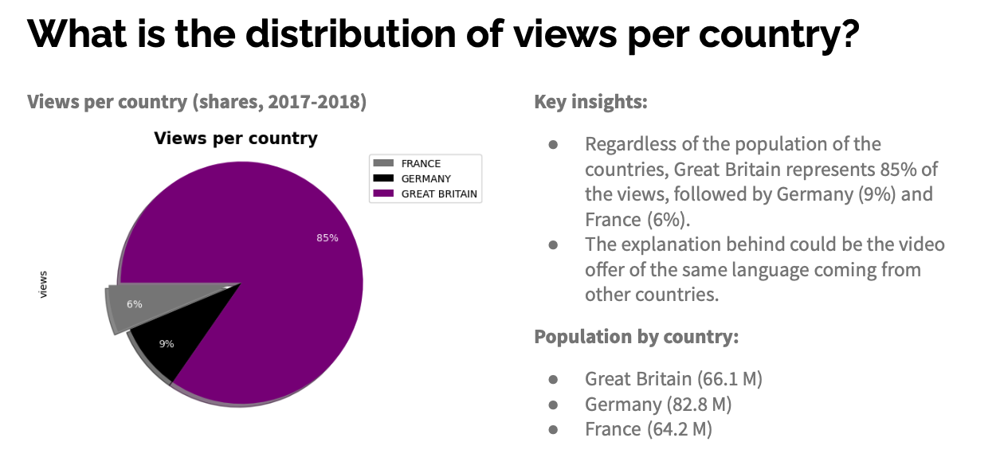 What is the distribution of views per country?
Views per country (shares, 2017-2018)
Views per country
FRANCE
GERMANY
GREAT BRITAIN
85%
views
6%
9%
Key insights:
● Regardless of the population of the
countries, Great Britain represents 85% of
the views, followed by Germany (9%) and
France (6%).
● The explanation behind could be the video
offer of the same language coming from
other countries.
Population by country:
● Great Britain (66.1 M)
● Germany (82.8 M)
● France (64.2 M)